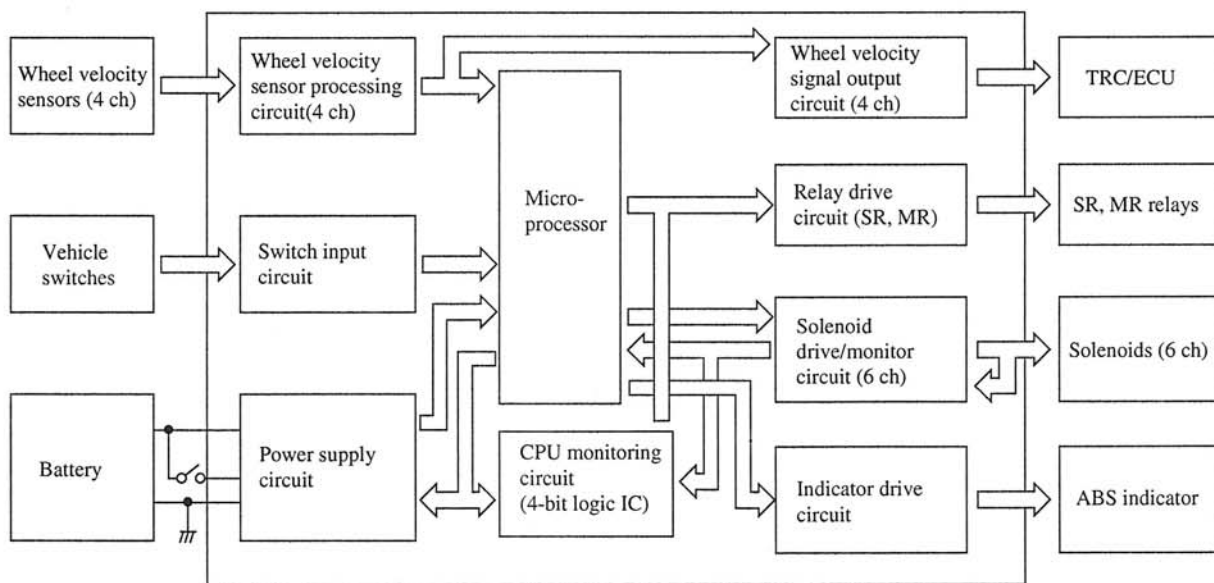 Wheel velocity
sensors (4 ch)
Wheel velocity
sensor processing
circuit(4 ch)
Wheel velocity
signal output
circuit (4 ch)
TRC/ECU
Micro-
processor
Relay drive
circuit (SR, MR)
SR, MR relays
Vehicle
switches
Switch input
circuit
Solenoid
drive/monitor
circuit (6 ch)
Solenoids (6 ch)
Battery
Power supply
circuit
CPU monitoring
circuit
(4-bit logic IC)
Indicator drive
circuit
ABS indicator